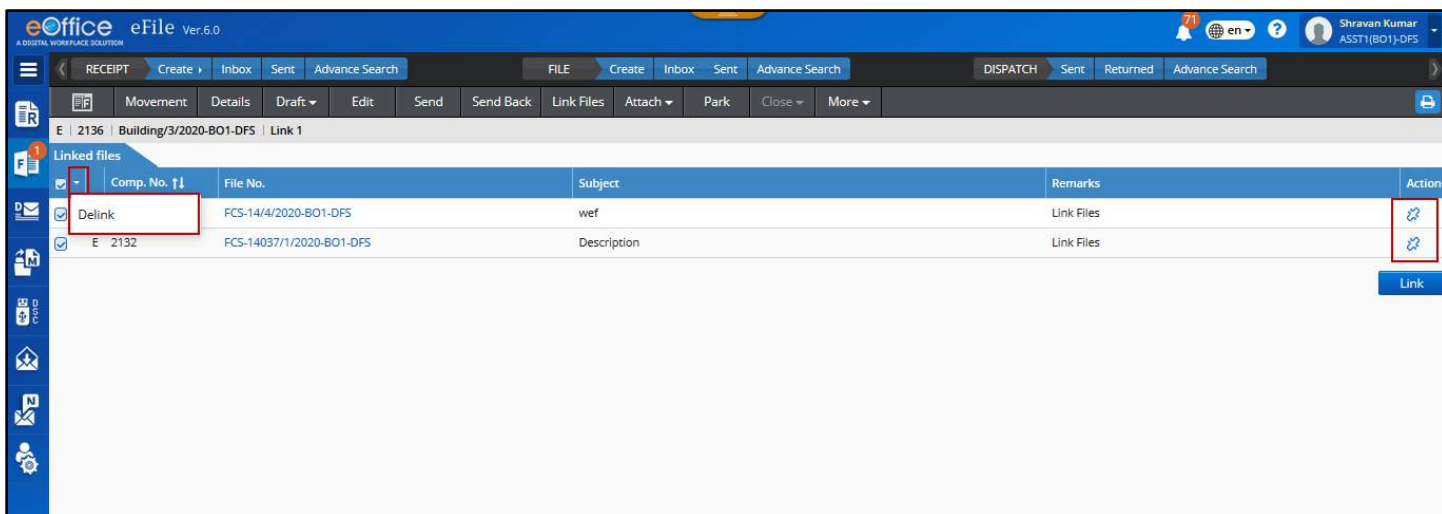 eOffice eFile Ver.6.0 71 en ? Shravan Kumar
A DIGITAL WORKPLACE SOLUTION ASST1(BO1)-DFS
RECEIPT Create Inbox Sent Advance Search FILE Create Inbox Sent Advance Search DISPATCH Sent Returned Advance Search
Movement Details Draft Edit Send Send Back Link Files Attach Park Close More
E | 2136 | Building/3/2020-BO1-DFS | Link 1
Linked files
Comp. No. File No. Subject Remarks Action
Delink FCS-14/4/2020-BO1-DFS wef Link Files
E 2132 FCS-14037/1/2020-BO1-DFS Description Link Files
Link
R
F 1
D
M
DSC
N